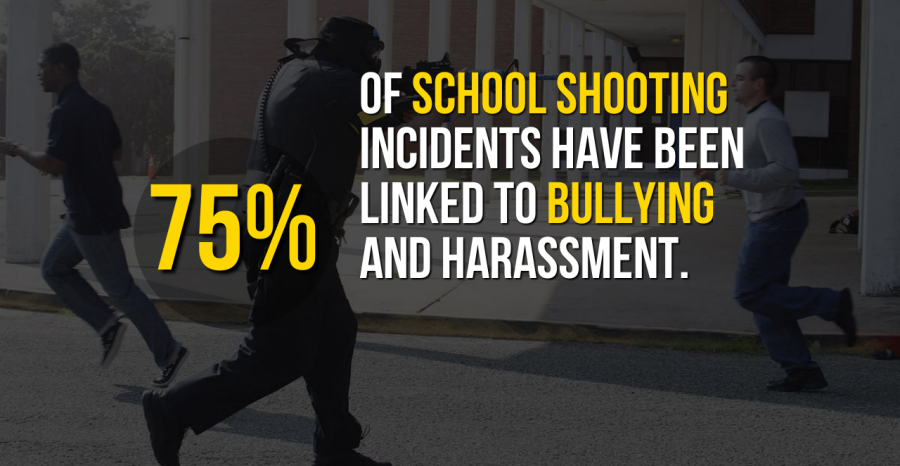 75%
OF SCHOOL SHOOTING
INCIDENTS HAVE BEEN
LINKED TO BULLYING
AND HARASSMENT.